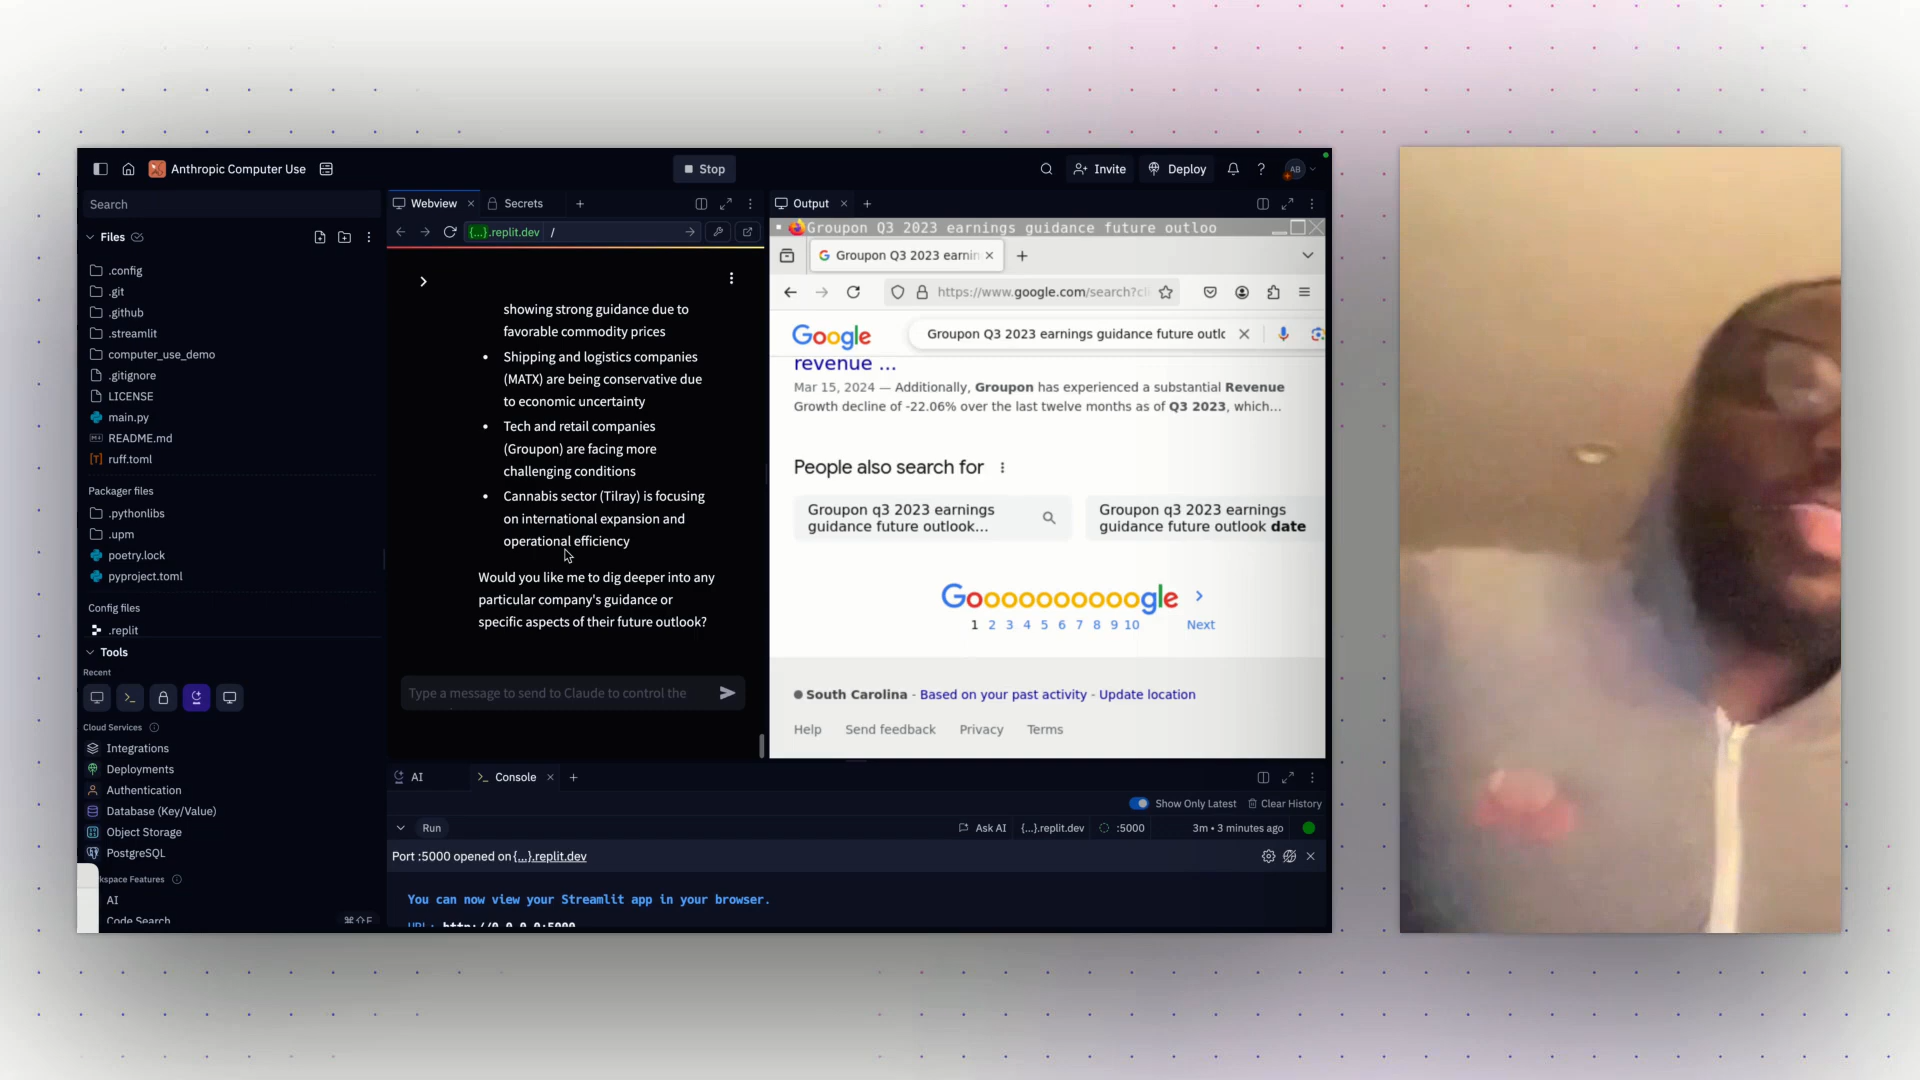 Anthropic Computer Use
Stop
Invite
Deploy
?
AB
Search
Files
.config
.git
.github
.streamlit
computer_use_demo
.gitignore
LICENSE
main.py
README.md
ruff.toml
Packager files
.pythonlibs
.upm
poetry.lock
pyproject.toml
Config files
.replit
Tools
Recent
Cloud Services
Integrations
Deployments
Authentication
Database (Key/Value)
Object Storage
PostgreSQL
kspace Features
AI
Code Search
Webview
Secrets
{...}.replit.dev /
showing strong guidance due to
favorable commodity prices
• Shipping and logistics companies
(MATX) are being conservative due
to economic uncertainty
• Tech and retail companies
(Groupon) are facing more
challenging conditions
• Cannabis sector (Tilray) is focusing
on international expansion and
operational efficiency
Would you like me to dig deeper into any
particular company's guidance or
specific aspects of their future outlook?
Type a message to send to Claude to control the
Output
Groupon Q3 2023 earnings guidance future outloo
Groupon Q3 2023 earnin
https://www.google.com/search?cl
Google
Groupon Q3 2023 earnings guidance future outlo
revenue ...
Mar 15, 2024 — Additionally, Groupon has experienced a substantial Revenue
Growth decline of -22.06% over the last twelve months as of Q3 2023, which...
People also search for
Groupon q3 2023 earnings
guidance future outlook...
Groupon q3 2023 earnings
guidance future outlook date
Goooooooooogle
1 2 3 4 5 6 7 8 9 10 Next
South Carolina - Based on your past activity - Update location
Help Send feedback Privacy Terms
AI
Console
Show Only Latest
Clear History
Run
Ask AI
{...}.replit.dev
:5000
3m • 3 minutes ago
Port :5000 opened on {...}.replit.dev
You can now view your Streamlit app in your browser.
URL: http://0.0.0.0:5000